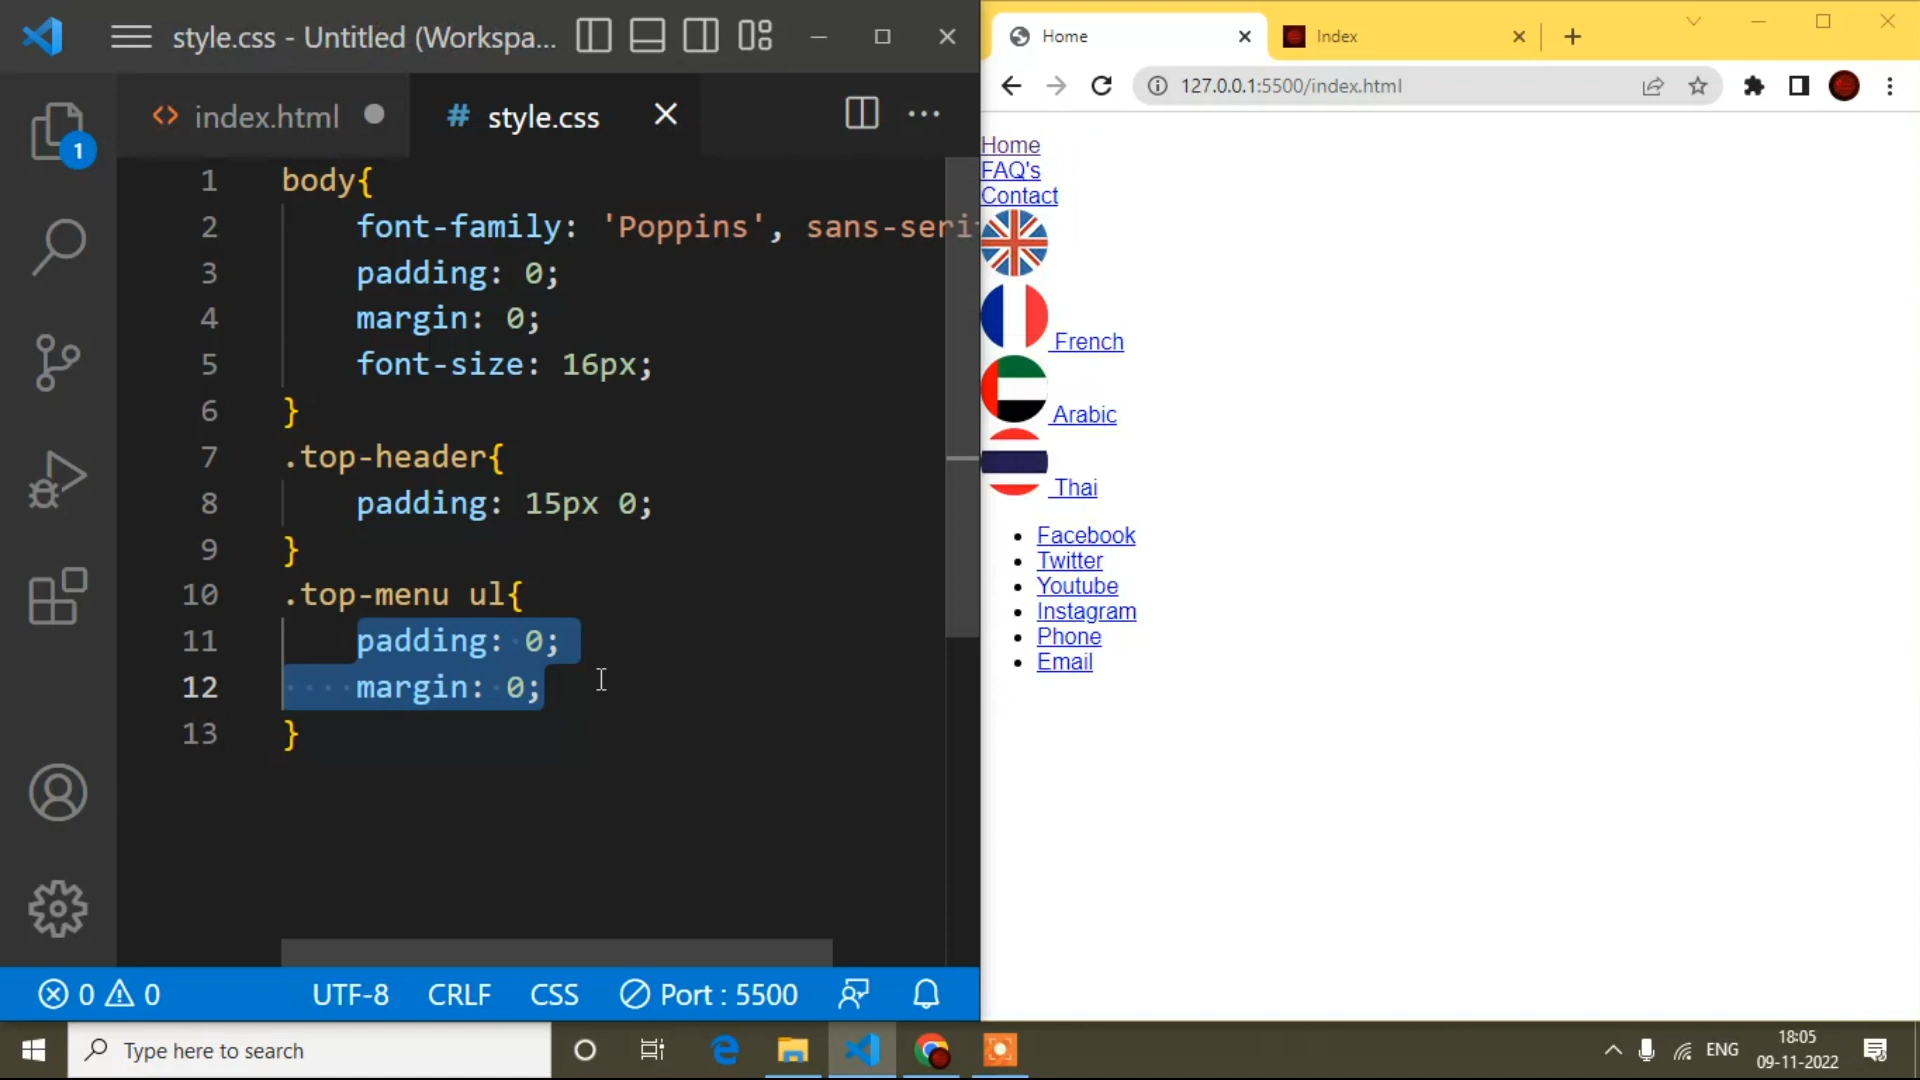 style.css - Untitled (Workspa...
index.html
# style.css
1
1 body{
2 font-family: 'Poppins', sans-seri
3 padding: 0;
4 margin: 0;
5 font-size: 16px;
6 }
7 .top-header{
8 padding: 15px 0;
9 }
10 .top-menu ul{
11 padding: 0;
12 margin: 0;
13 }
0 0 UTF-8 CRLF CSS Port : 5500
Home
Index
127.0.0.1:5500/index.html
Home
FAQ's
Contact
French
Arabic
Thai
Facebook
Twitter
Youtube
Instagram
Phone
Email
Type here to search
ENG
18:05
09-11-2022